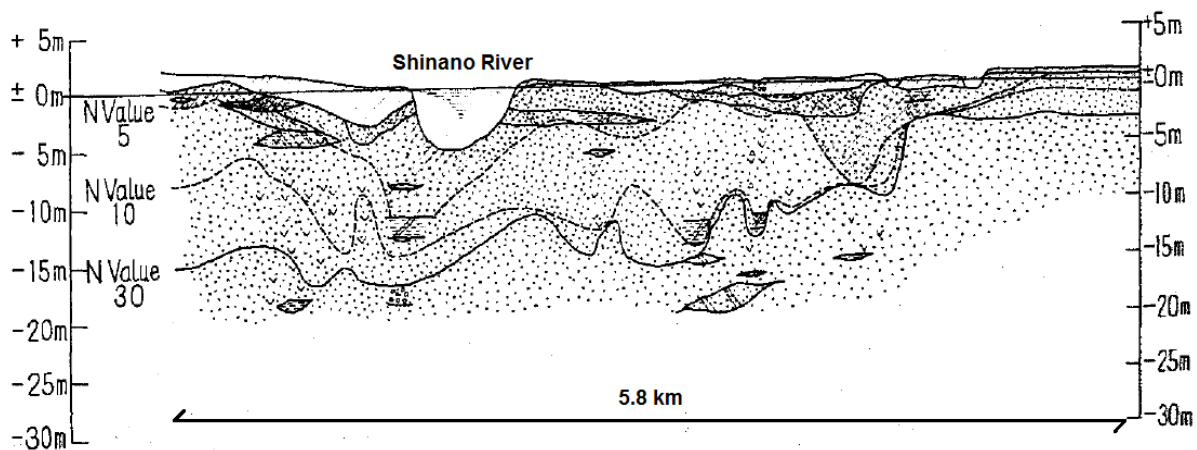 + 5m
± 0m
N Value
5
- 5m
N Value
10
-10m
-15m
N Value
30
-20m
-25m
-30m
Shinano River
5.8 km
+5m
±0m
-5m
-10m
-15m
-20m
-25m
-30m